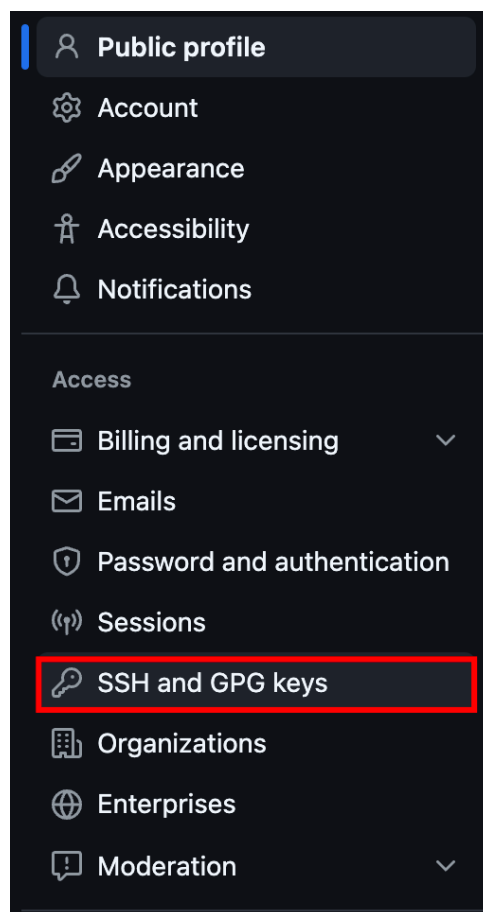 Public profile
Account
Appearance
Accessibility
Notifications
Access
Billing and licensing
Emails
Password and authentication
Sessions
SSH and GPG keys
Organizations
Enterprises
Moderation